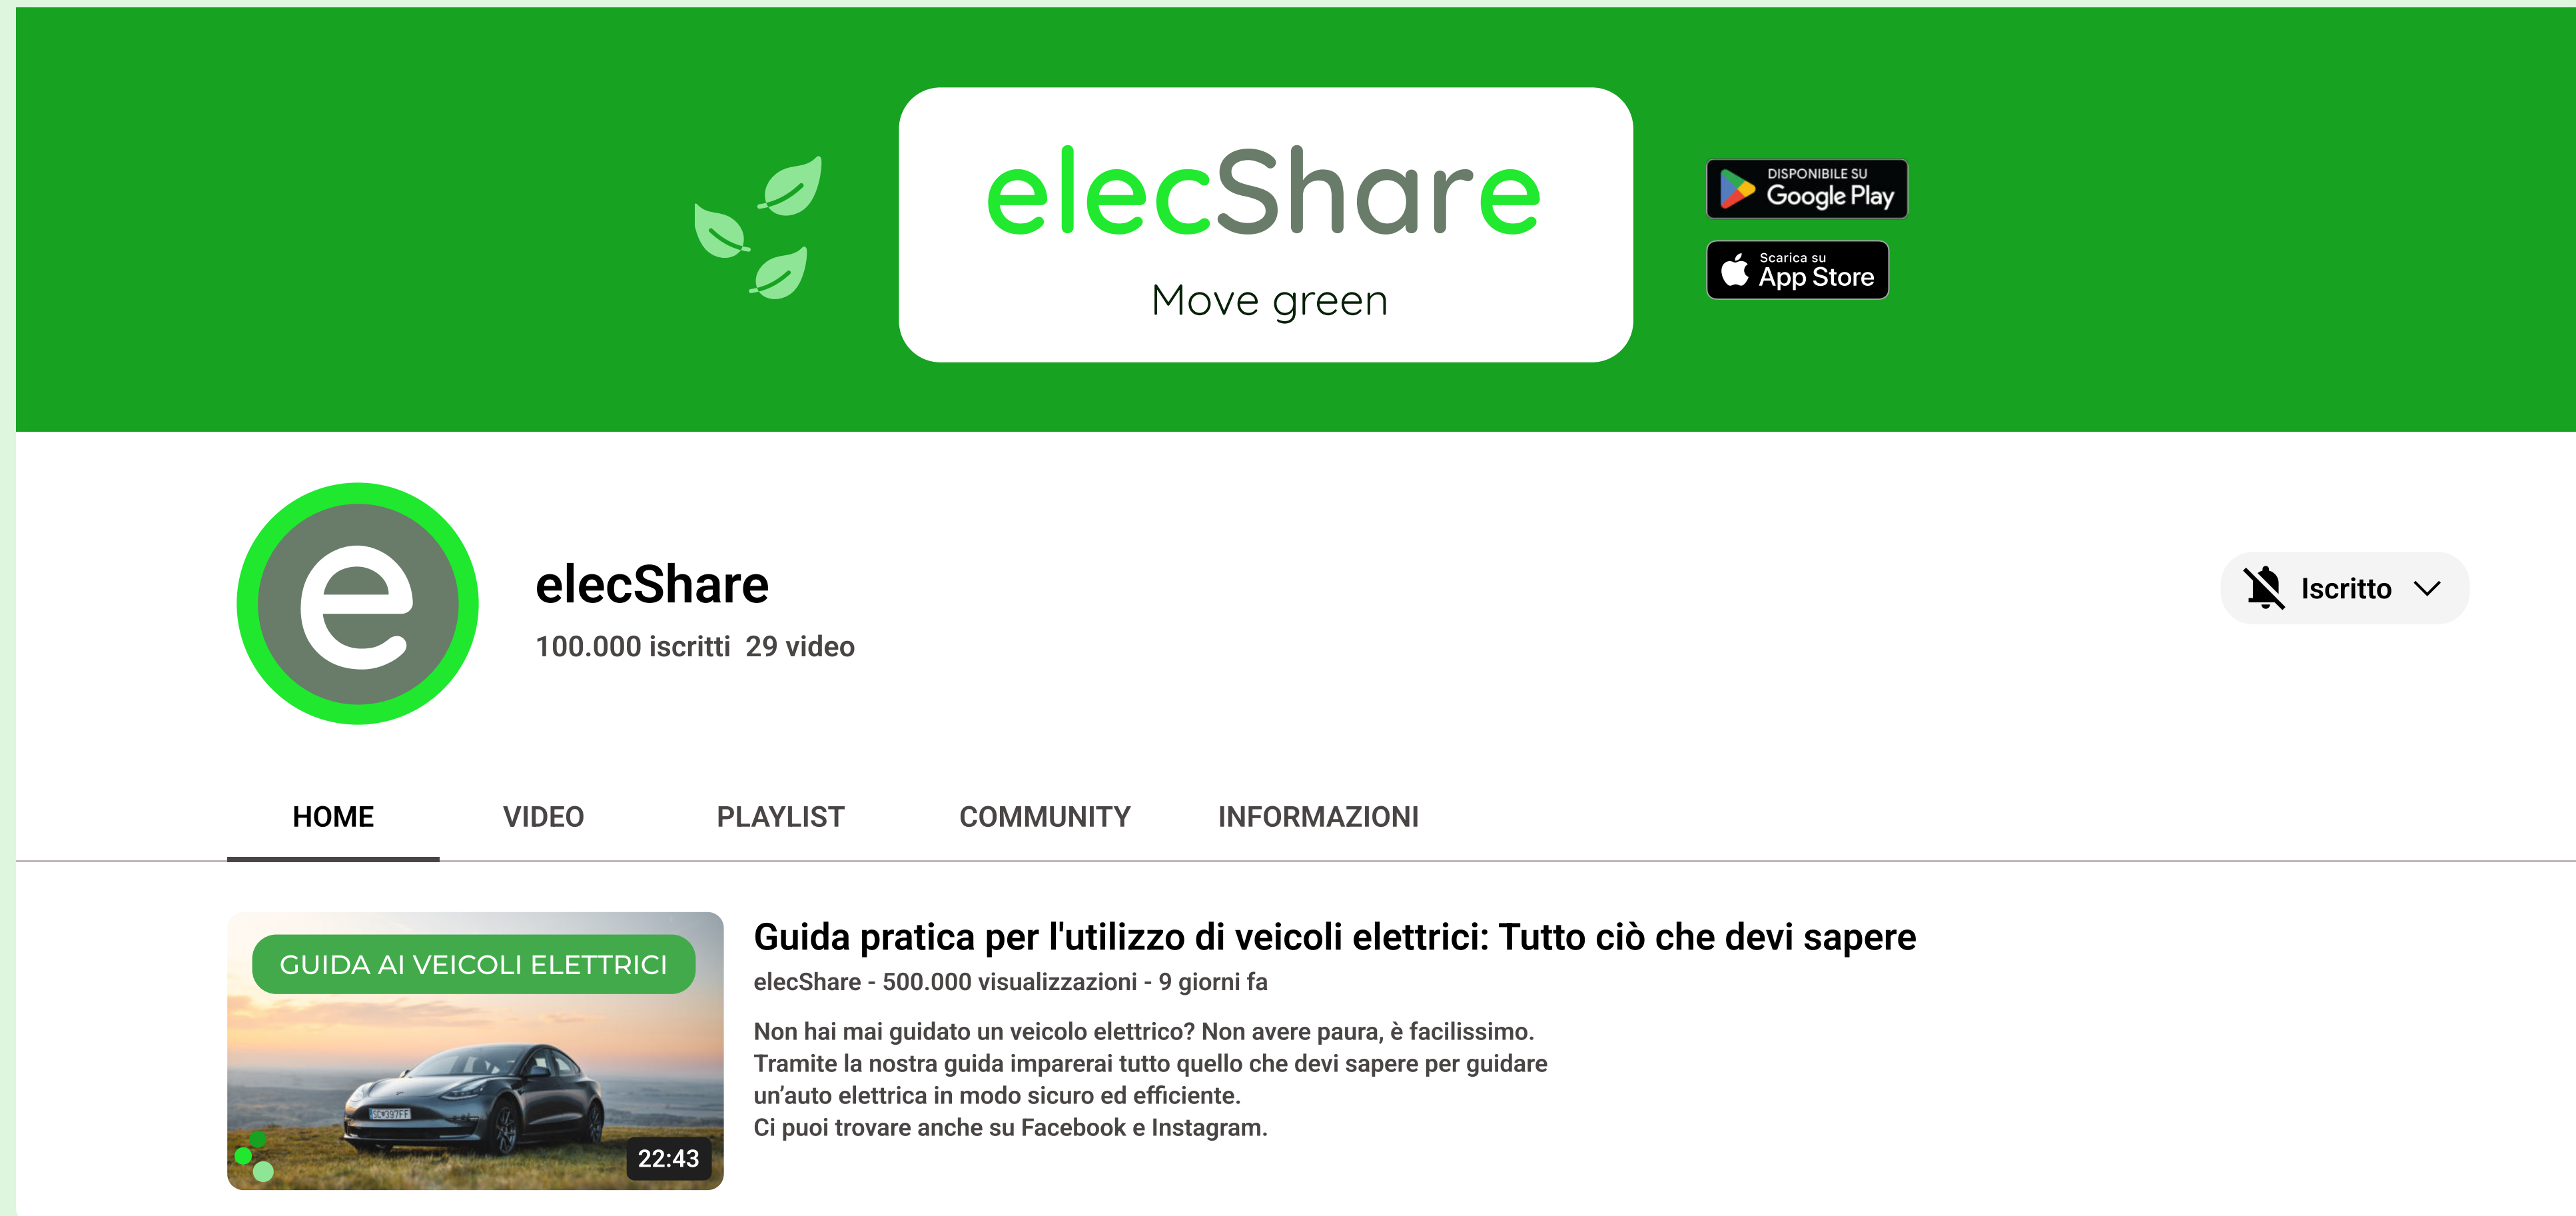 elecShare
Move green
DISPONIBILE SU
Google Play
Scarica su
App Store
e
elecShare
100.000 iscritti 29 video
Iscritto
HOME VIDEO PLAYLIST COMMUNITY INFORMAZIONI
GUIDA AI VEICOLI ELETTRICI
22:43
Guida pratica per l'utilizzo di veicoli elettrici: Tutto ciò che devi sapere
elecShare - 500.000 visualizzazioni - 9 giorni fa
Non hai mai guidato un veicolo elettrico? Non avere paura, è facilissimo.
Tramite la nostra guida imparerai tutto quello che devi sapere per guidare
un’auto elettrica in modo sicuro ed efficiente.
Ci puoi trovare anche su Facebook e Instagram.